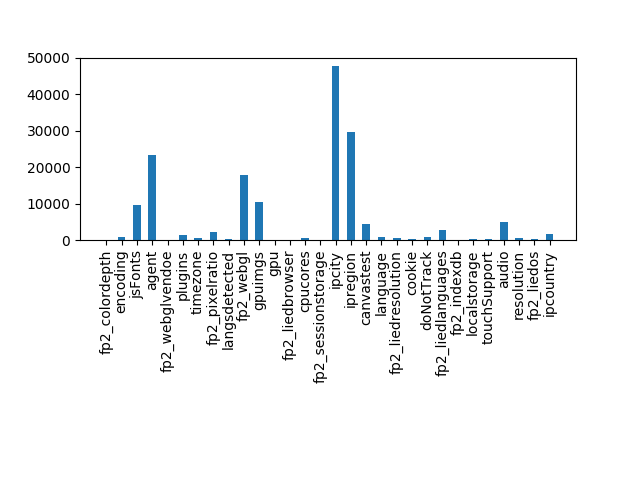 50000
40000
30000
20000
10000
0
fp2_colordepth
encoding
jsFonts
agent
fp2_webglvendoe
plugins
timezone
fp2_pixelratio
langsdetected
fp2_webgl
gpuimgs
gpu
fp2_liedbrowser
cpucores
fp2_sessionstorage
ipcity
ipregion
canvastest
language
fp2_liedresolution
cookie
doNotTrack
fp2_liedlanguages
fp2_indexdb
localstorage
touchSupport
audio
resolution
fp2_liedos
ipcountry